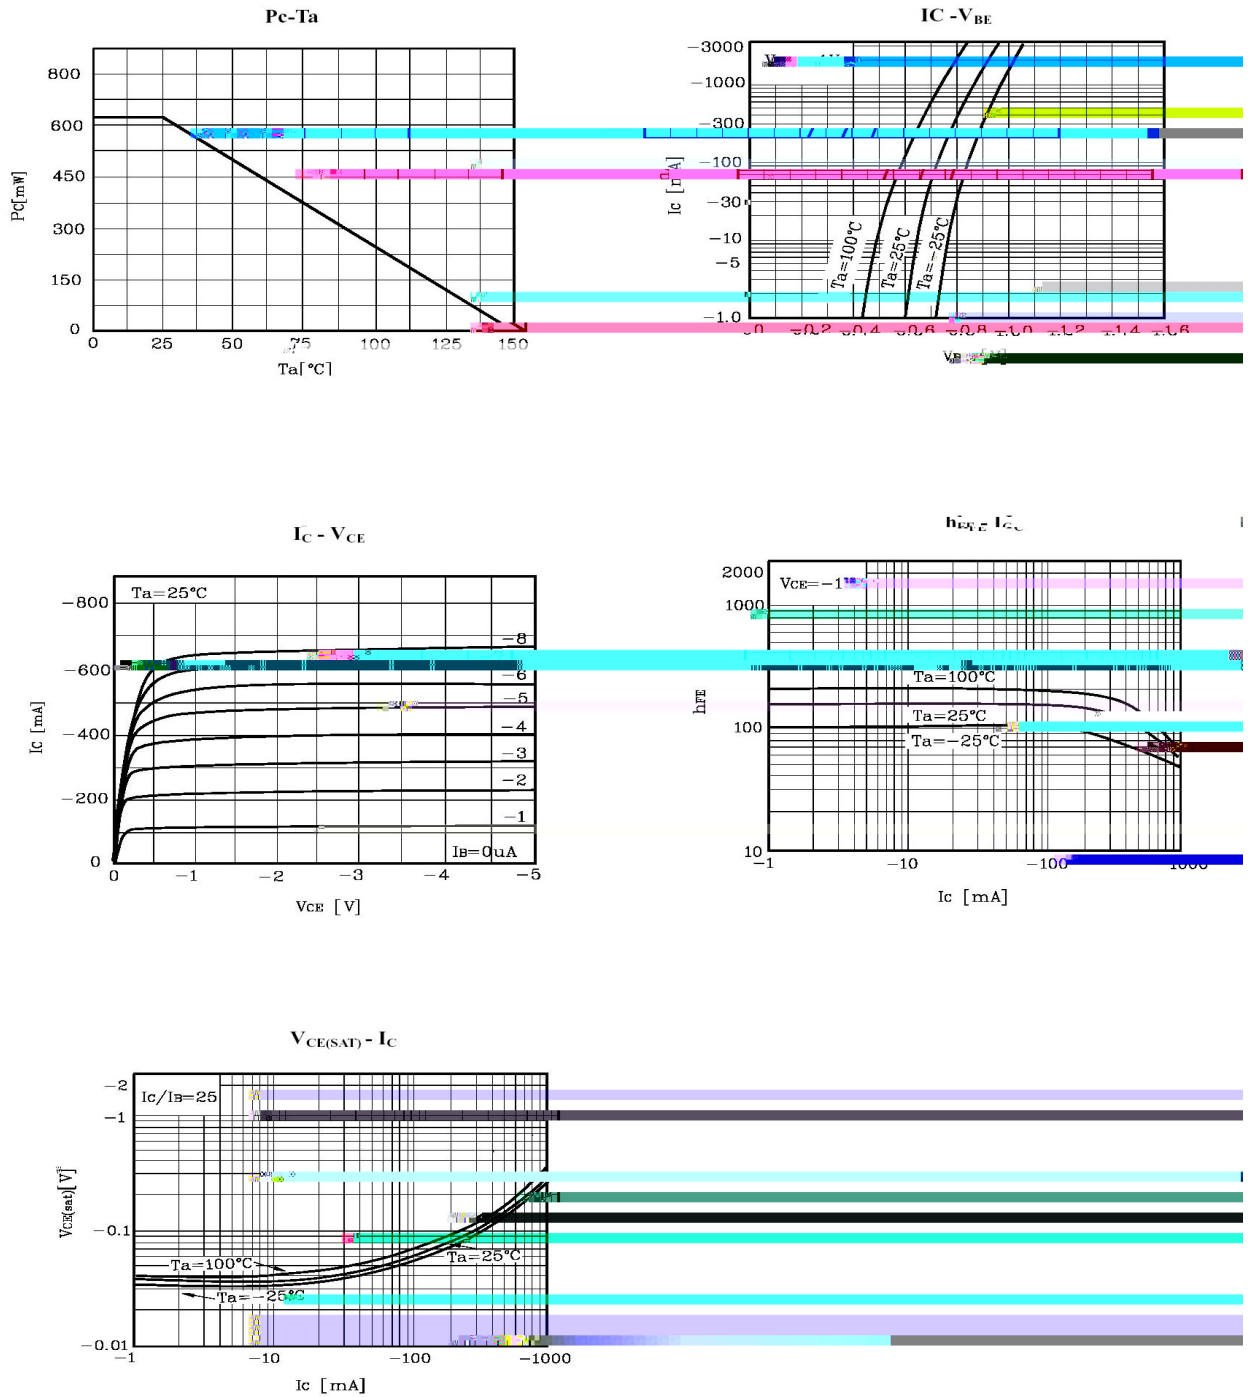 Pc-Ta
800
600
450
300
150
0
Pc[mW]
0 25 50 75 100 125 150
Ta[°C]
IC -VBE
-3000
-1000
-300
-100
-30
-10
-5
-1.0
Ta=100°C
Ta=25°C
Ta=-25°C
IC - VCE
Ta=25°C
-800
-600
-400
-200
0
Ic [mA]
-8
-6
-5
-4
-3
-2
-1
IB=0uA
0 -1 -2 -3 -4 -5
VCE [V]
2000
1000
100
10
hFE
VCE=-1
Ta=100°C
Ta=25°C
Ta=-25°C
-1 -10 -100
Ic [mA]
VCE(SAT) - IC
Ic/IB=25
-2
-1
-0.1
-0.01
VCE(sat)[V]
Ta=100°C
Ta=25°C
Ta=-25°C
-1 -10 -100 -1000
Ic [mA]